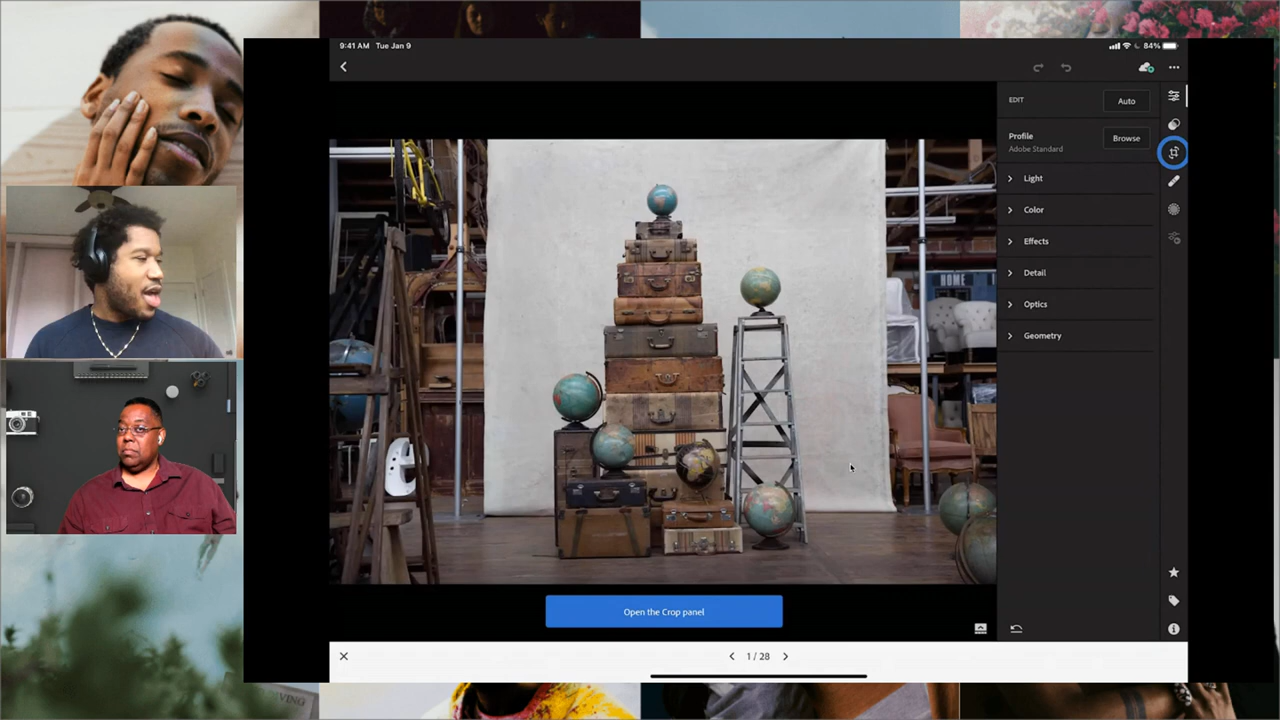 9:41 AM Tue Jan 9
84%
EDIT
Auto
Profile
Adobe Standard
Browse
Light
Color
Effects
HOME
Detail
Optics
Geometry
Open the Crop panel
1 / 28
VING